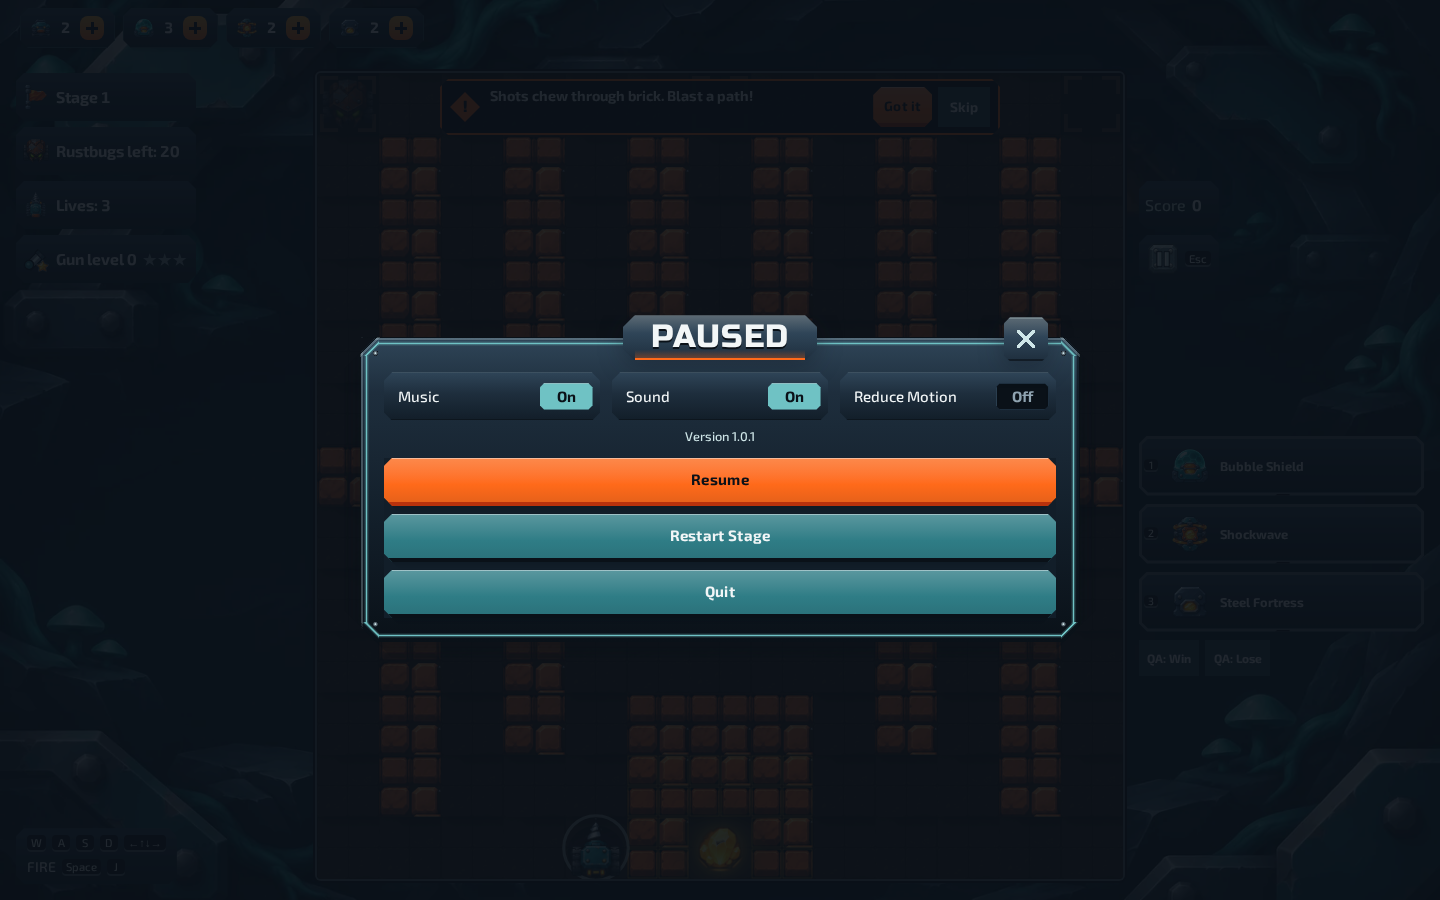 2
3
2
2
Stage 1
Rustbugs left: 20
Lives: 3
Gun level 0
Shots chew through brick. Blast a path!
Got it
Skip
Score 0
Esc
PAUSED
Music On
Sound On
Reduce Motion Off
Version 1.0.1
Resume
Restart Stage
Quit
1 Bubble Shield
2 Shockwave
3 Steel Fortress
QA: Win QA: Lose
W A S D ←↑↓→
FIRE Space J